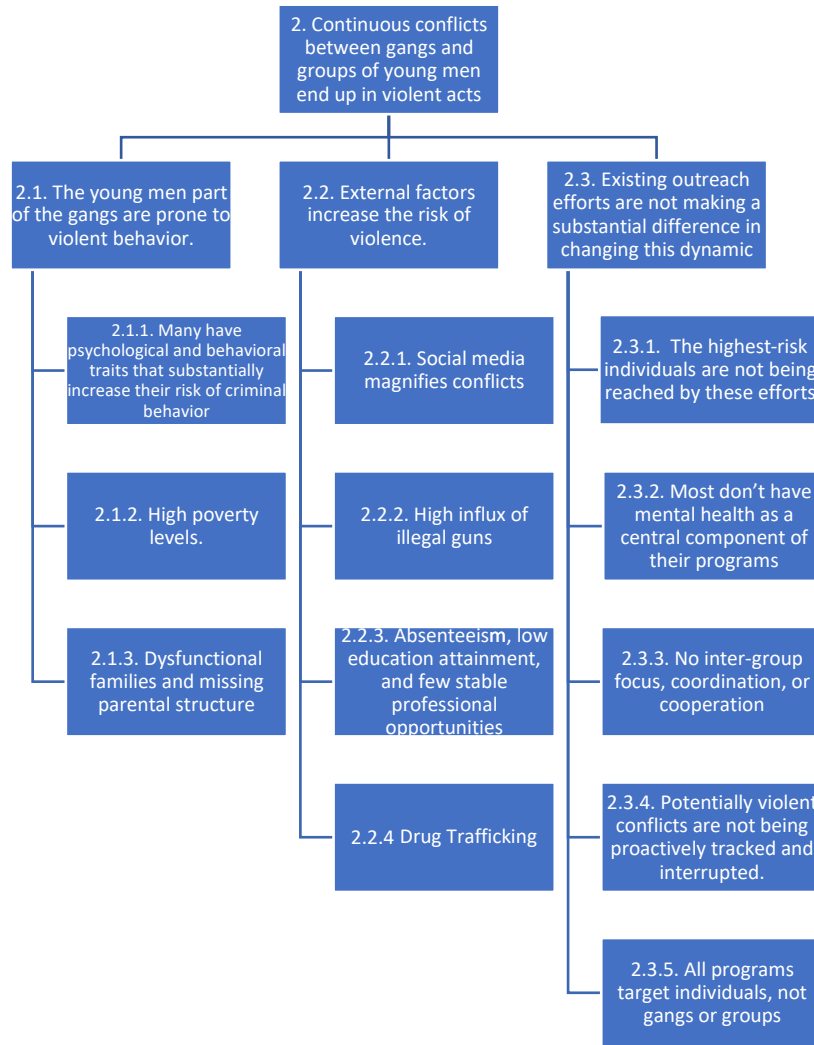 2. Continuous conflicts
between gangs and
groups of young men
end up in violent acts
2.1. The young men part
of the gangs are prone to
violent behavior.
2.1.1. Many have
psychological and behavioral
traits that substantially
increase their risk of criminal
behavior
2.1.2. High poverty
levels.
2.1.3. Dysfunctional
families and missing
parental structure
2.2. External factors
increase the risk of
violence.
2.2.1. Social media
magnifies conflicts
2.2.2. High influx of
illegal guns
2.2.3. Absenteeism, low
education attainment,
and few stable
professional
opportunities
2.2.4 Drug Trafficking
2.3. Existing outreach
efforts are not making a
substantial difference in
changing this dynamic
2.3.1. The highest-risk
individuals are not being
reached by these efforts
2.3.2. Most don’t have
mental health as a
central component of
their programs
2.3.3. No inter-group
focus, coordination, or
cooperation
2.3.4. Potentially violent
conflicts are not being
proactively tracked and
interrupted.
2.3.5. All programs
target individuals, not
gangs or groups